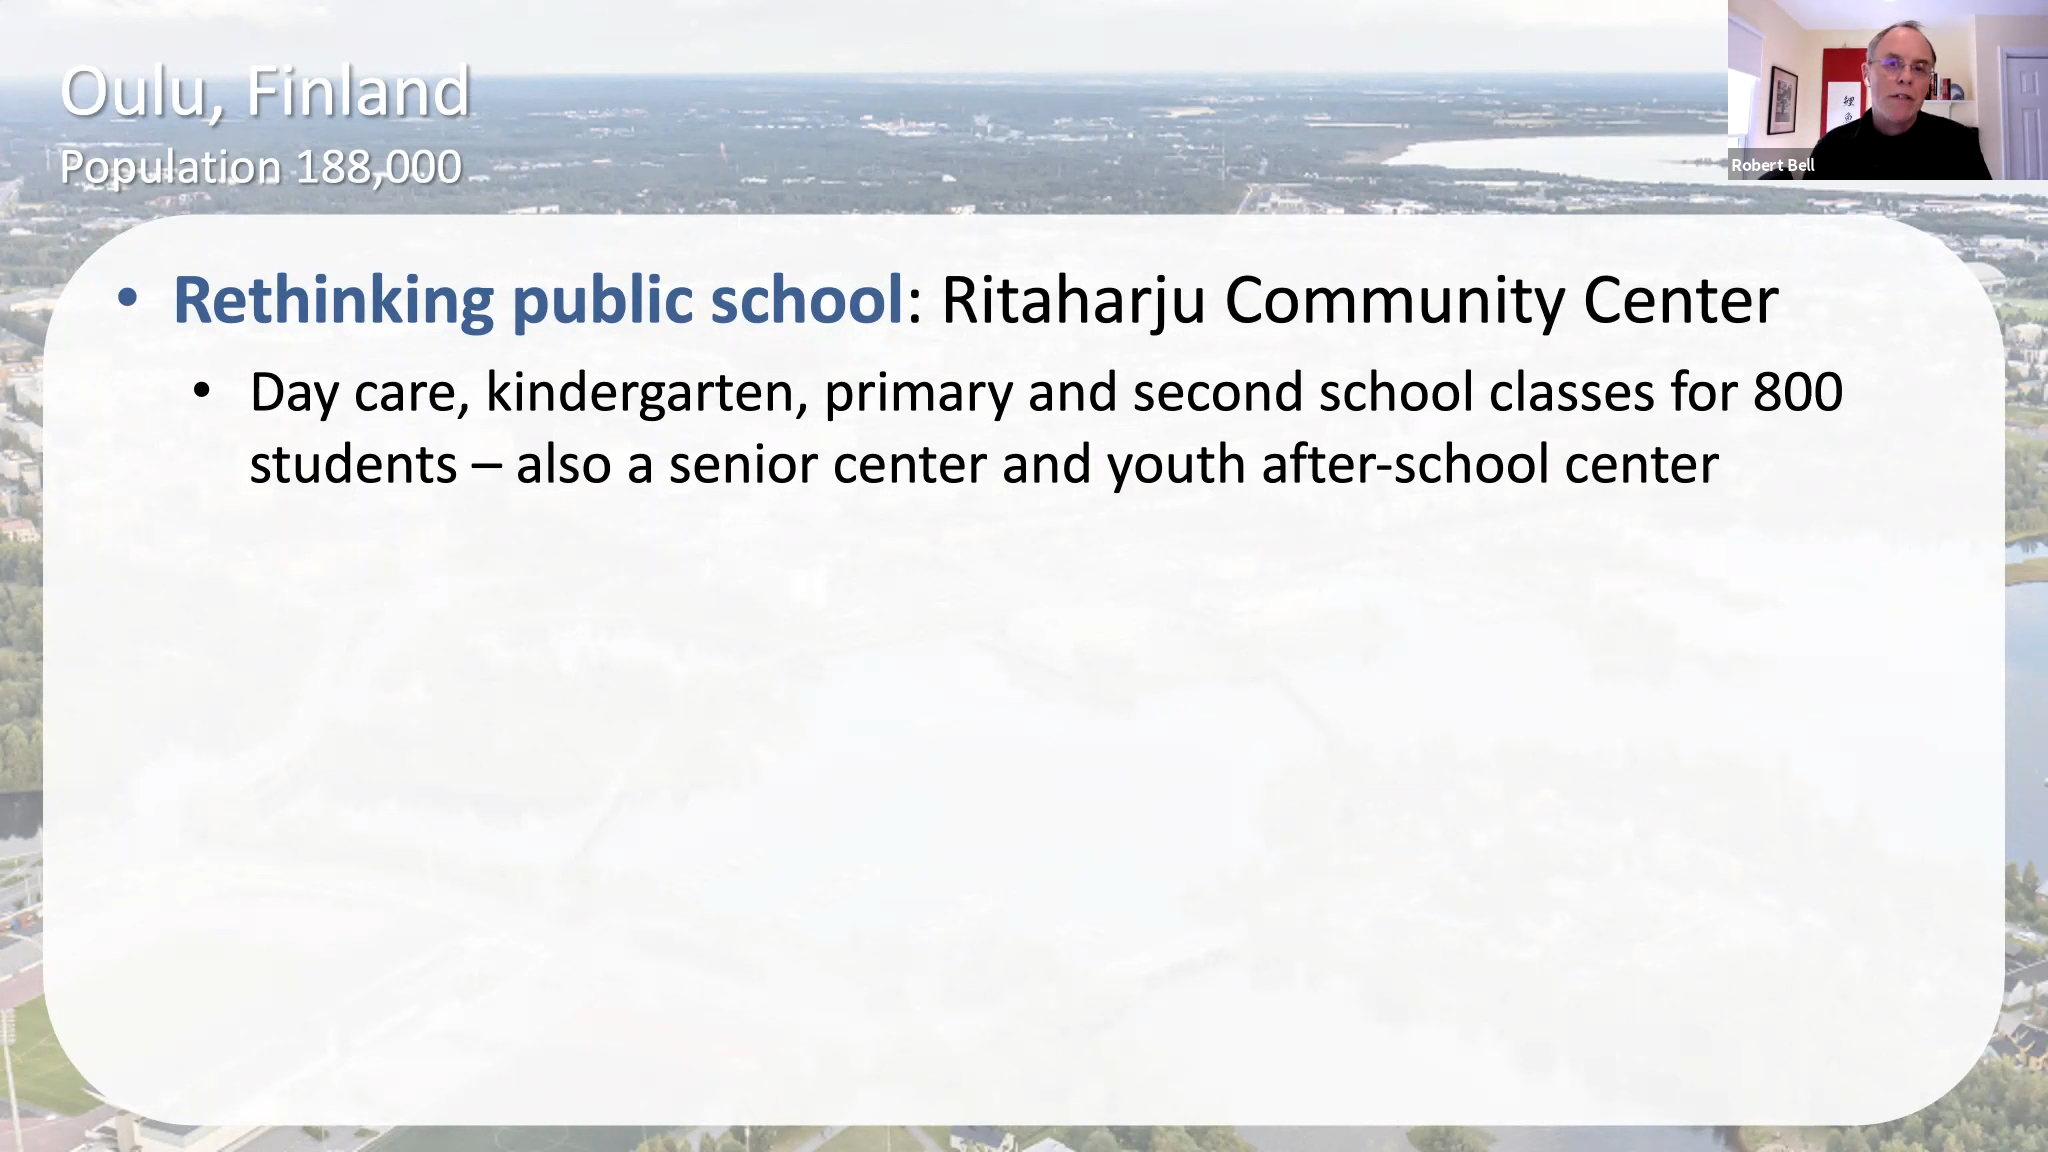 Oulu, Finland
Population 188,000
Robert Bell
• Rethinking public school: Ritaharju Community Center
• Day care, kindergarten, primary and second school classes for 800
students – also a senior center and youth after-school center